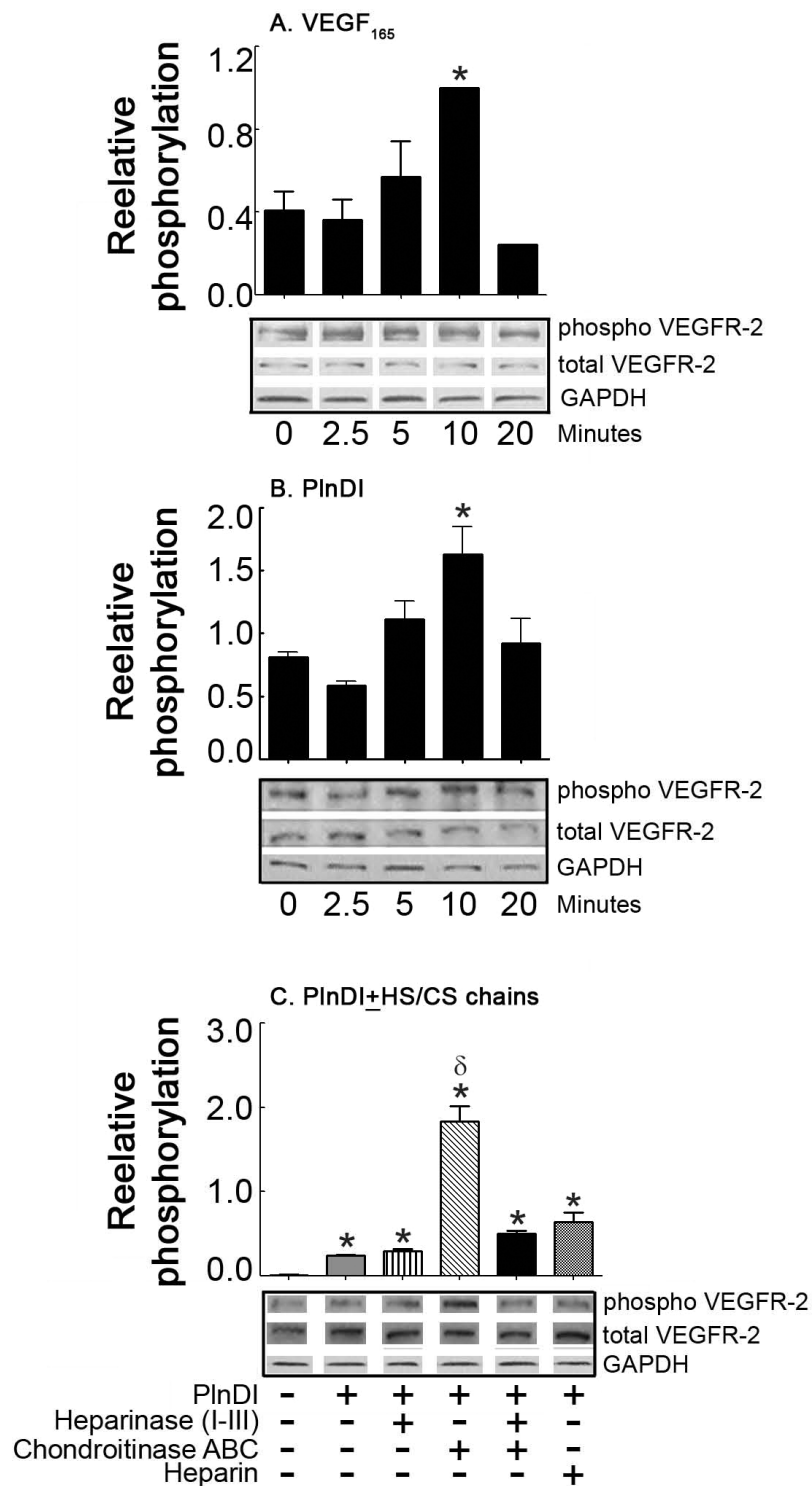 A. VEGF165
Reelative
phosphorylation
1.2
*
0.8
0.4
0.0
phospho VEGFR-2
total VEGFR-2
GAPDH
0 2.5 5 10 20 Minutes
B. PlnDI
Reelative
phosphorylation
2.0
*
1.5
1.0
0.5
0.0
phospho VEGFR-2
total VEGFR-2
GAPDH
0 2.5 5 10 20 Minutes
C. PlnDI±HS/CS chains
Reelative
phosphorylation
3.0
δ
2.0 *
1.0
* * * *
0.0
phospho VEGFR-2
total VEGFR-2
GAPDH
PlnDI - + + + + +
Heparinase (I-III) - - + - + -
Chondroitinase ABC - - - + + -
Heparin - - - - - +